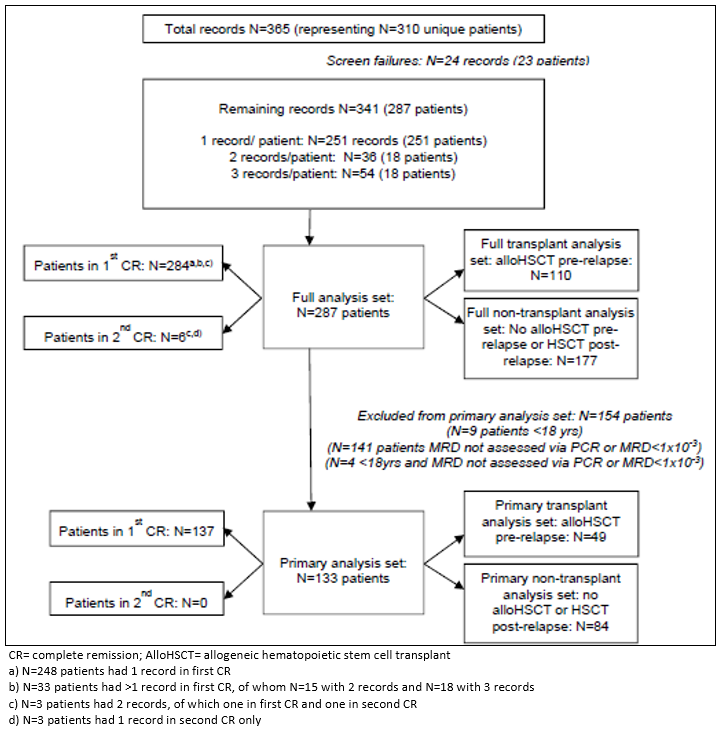 Total records N=365 (representing N=310 unique patients)
Screen failures: N=24 records (23 patients)
Remaining records N=341 (287 patients)
1 record/ patient: N=251 records (251 patients)
2 records/patient: N=36 (18 patients)
3 records/patient: N=54 (18 patients)
Patients in 1st CR: N=284a,b,c)
Patients in 2nd CR: N=6c,d)
Full analysis set:
N=287 patients
Full transplant analysis
set: alloHSCT pre-relapse:
N=110
Full non-transplant analysis
set: No alloHSCT pre-
relapse or HSCT post-
relapse: N=177
Excluded from primary analysis set: N=154 patients
(N=9 patients <18 yrs)
(N=141 patients MRD not assessed via PCR or MRD<1x10-3)
(N=4 <18yrs and MRD not assessed via PCR or MRD<1x10-3)
Patients in 1st CR: N=137
Patients in 2nd CR: N=0
Primary analysis set:
N=133 patients
Primary transplant
analysis set: alloHSCT
pre-relapse: N=49
Primary non-transplant
analysis set: no
alloHSCT or HSCT
post-relapse: N=84
CR= complete remission; AlloHSCT= allogeneic hematopoietic stem cell transplant
a) N=248 patients had 1 record in first CR
b) N=33 patients had >1 record in first CR, of whom N=15 with 2 records and N=18 with 3 records
c) N=3 patients had 2 records, of which one in first CR and one in second CR
d) N=3 patients had 1 record in second CR only